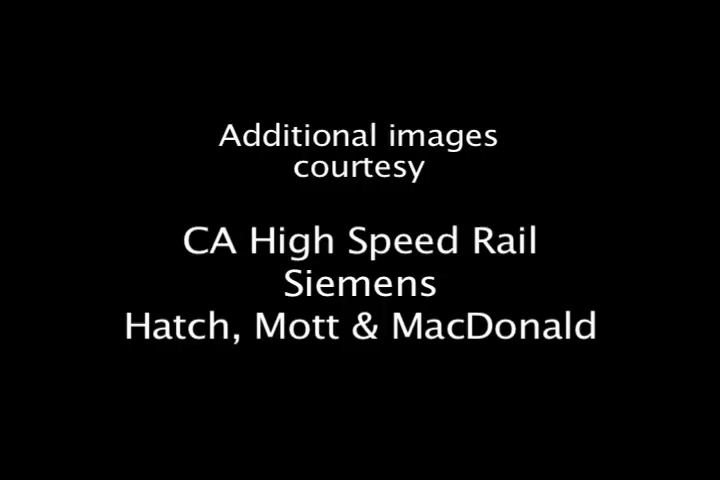 Additional images
courtesy
CA High Speed Rail
Siemens
Hatch, Mott & MacDonald